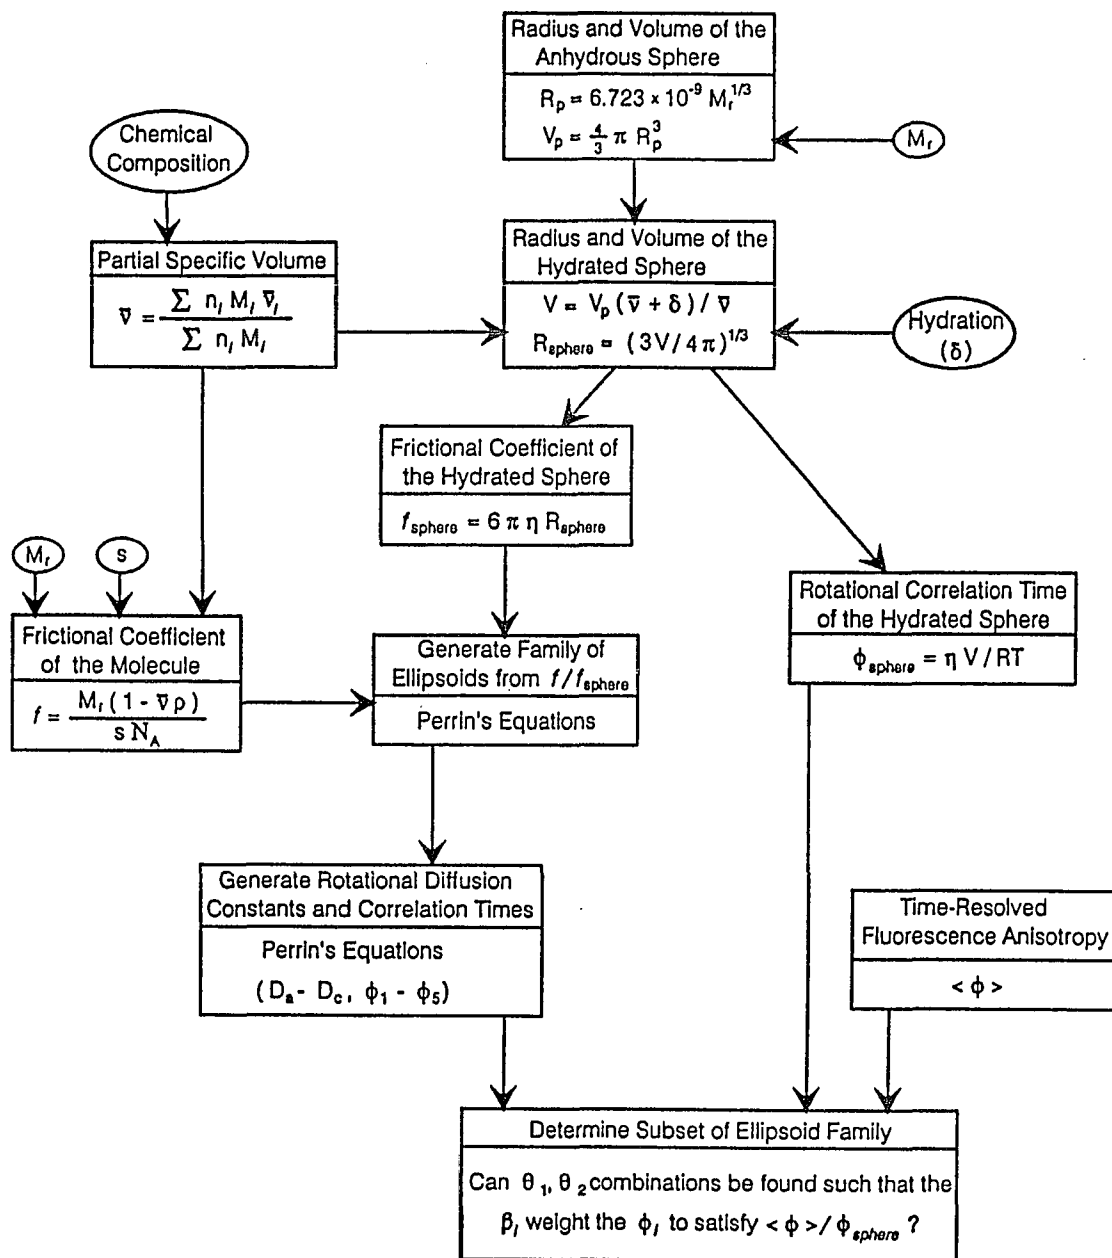 Radius and Volume of the
Anhydrous Sphere
R_p = 6.723 × 10^-9 M_r^1/3
V_p = 4/3 π R_p^3
M_r
Chemical
Composition
Partial Specific Volume
v̄ = Σ n_i M_i v̄_i / Σ n_i M_i
Radius and Volume of the
Hydrated Sphere
V = V_p (v̄ + δ) / v̄
R_sphere = (3V/4π)^1/3
Hydration
(δ)
Frictional Coefficient of
the Hydrated Sphere
f_sphere = 6 π η R_sphere
M_r
s
Frictional Coefficient
of the Molecule
f = M_r (1 - v̄ρ) / s N_A
Generate Family of
Ellipsoids from f/f_sphere
Perrin's Equations
Rotational Correlation Time
of the Hydrated Sphere
ϕ_sphere = η V / RT
Generate Rotational Diffusion
Constants and Correlation Times
Perrin's Equations
(D_a - D_c, ϕ_1 - ϕ_5)
Time-Resolved
Fluorescence Anisotropy
< ϕ >
Determine Subset of Ellipsoid Family
Can θ_1, θ_2 combinations be found such that the
β_i weight the ϕ_i to satisfy < ϕ > / ϕ_sphere ?